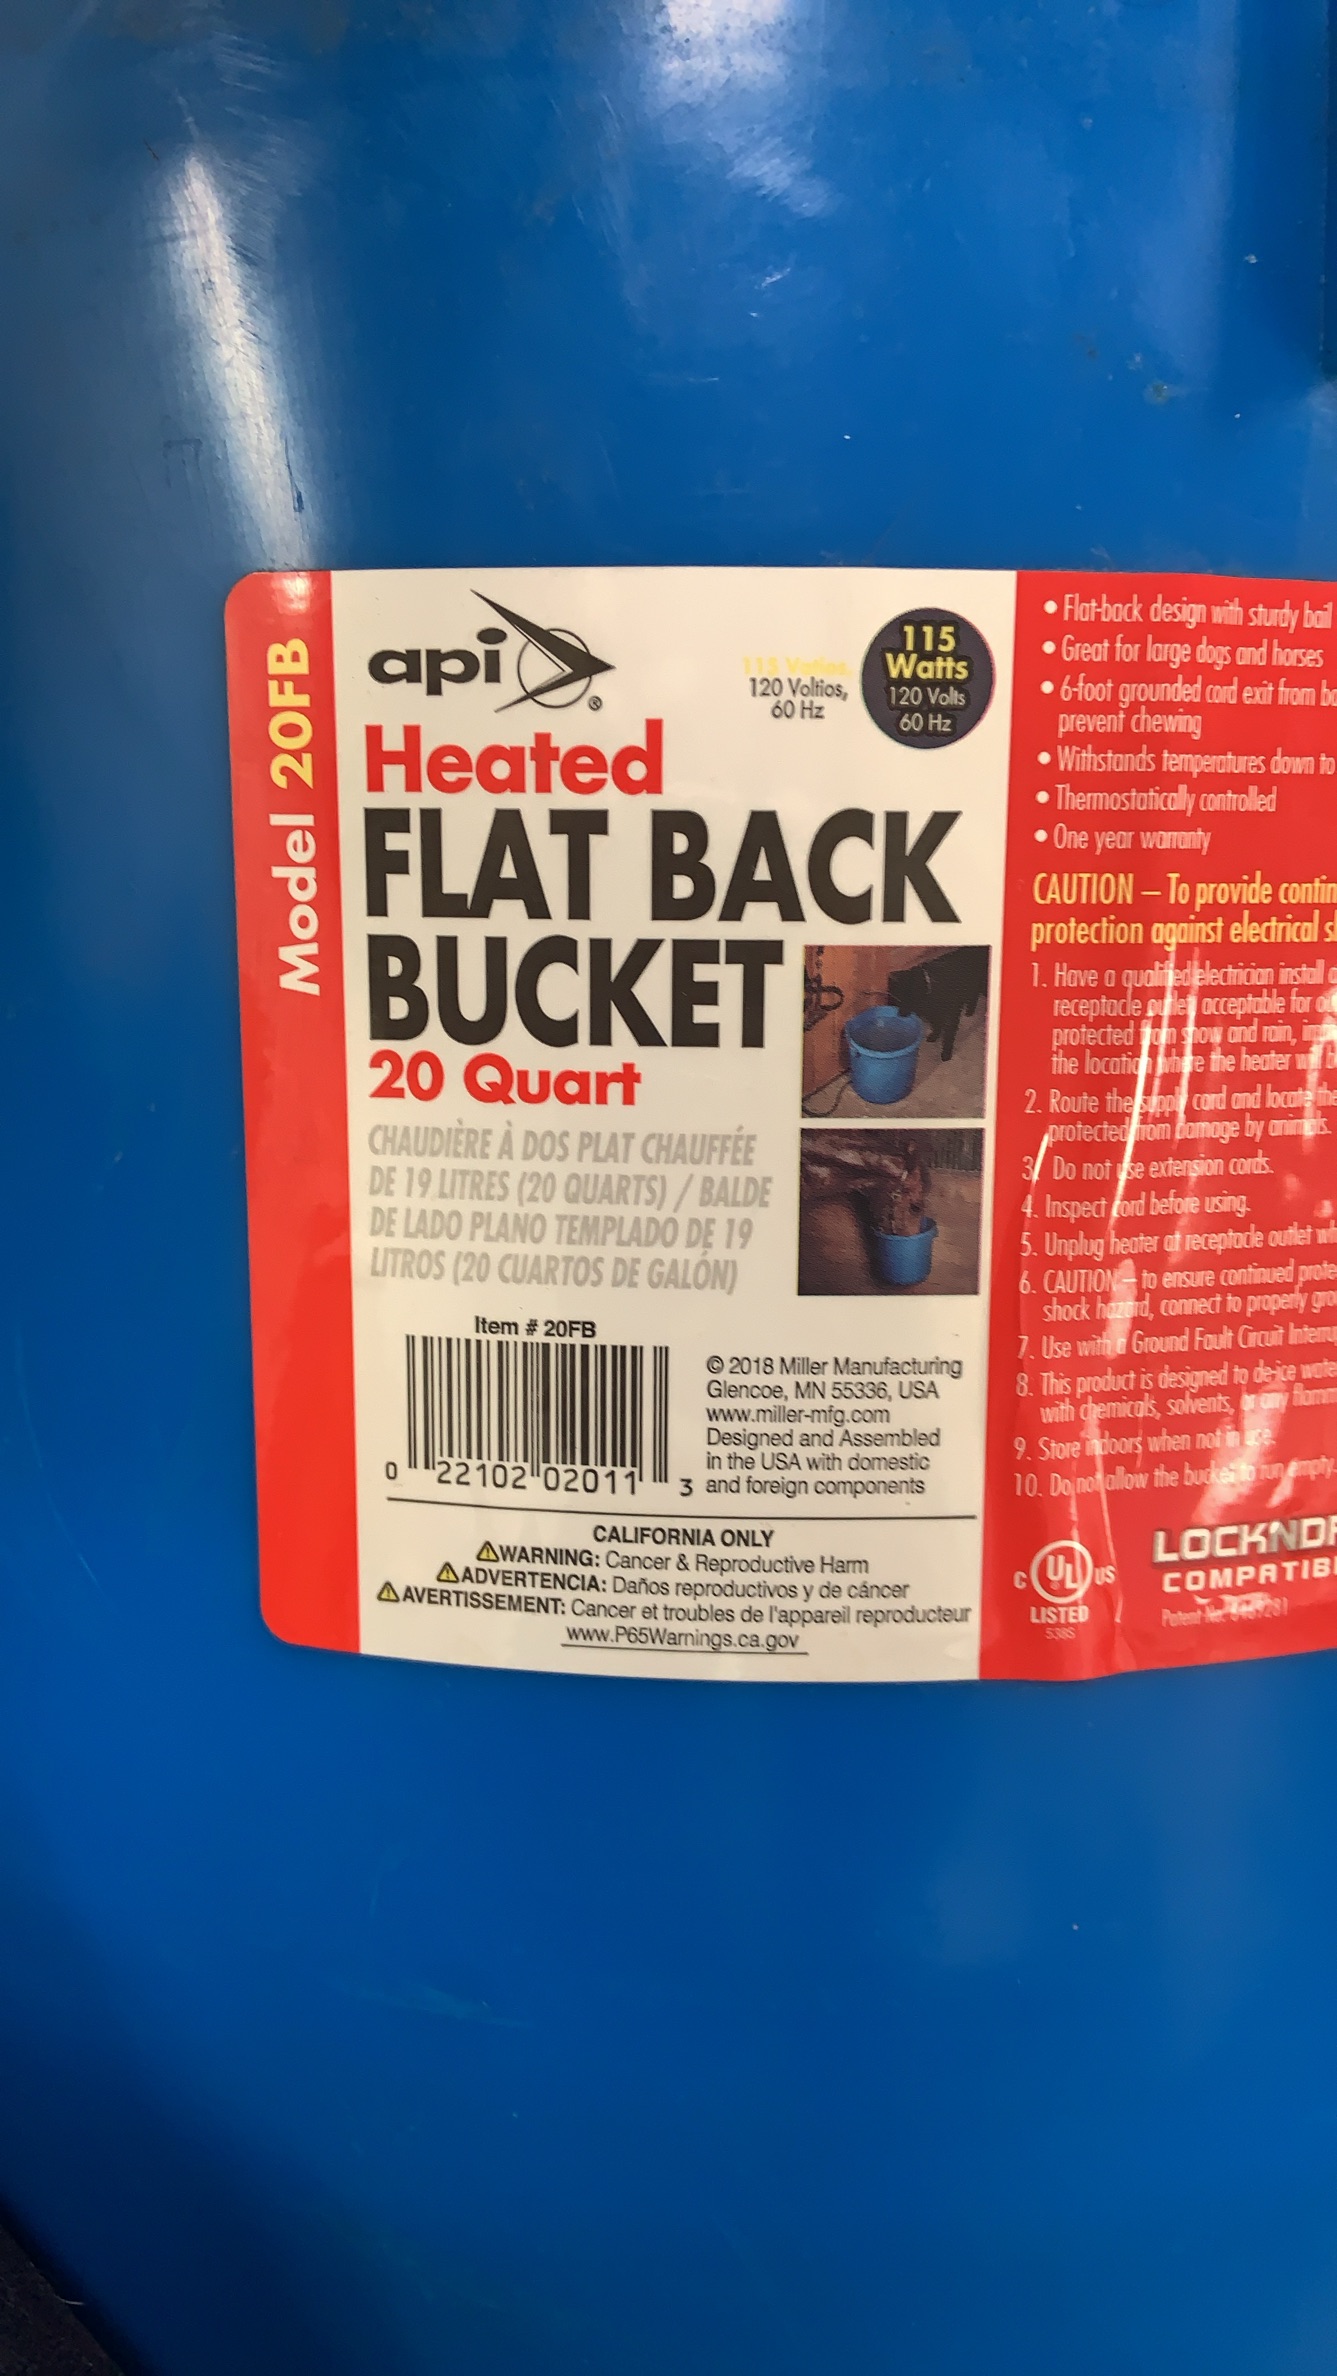 Model 20FB
api
®
115 Vatios,
120 Voltios,
60 Hz
115
Watts
120 Volts
60 Hz
Heated
FLAT BACK
BUCKET
20 Quart
CHAUDIÈRE À DOS PLAT CHAUFFÉE
DE 19 LITRES (20 QUARTS) / BALDE
DE LADO PLANO TEMPLADO DE 19
LITROS (20 CUARTOS DE GALÓN)
Item # 20FB
0 22102 02011 3
© 2018 Miller Manufacturing
Glencoe, MN 55336, USA
www.miller-mfg.com
Designed and Assembled
in the USA with domestic
and foreign components
CALIFORNIA ONLY
WARNING: Cancer & Reproductive Harm
ADVERTENCIA: Daños reproductivos y de cáncer
AVERTISSEMENT: Cancer et troubles de l'appareil reproducteur
www.P65Warnings.ca.gov
• Flat-back design with sturdy bail
• Great for large dogs and horses
• 6-foot grounded cord exit from
prevent chewing
• Withstands temperatures down to
• Thermostatically controlled
• One year warranty
CAUTION – To provide
protection against electrical
1. Have a qualified electrician install
receptacle outlet acceptable for
protected from snow and rain,
the location where the heater
2. Route the supply cord and locate the
protected from damage by animals.
3. Do not use extension cords.
4. Inspect cord before using.
5. Unplug heater at receptacle outlet
6. CAUTION – to ensure continued
shock hazard, connect to properly
7. Use with a Ground Fault Circuit
8. This product is designed to de-ice
with chemicals, solvents, or any
9. Store indoors when not in use.
10. Do not allow the bucket to run empty.
C UL US
LISTED
538S
LOCKND
COMPATIB
Patent No.